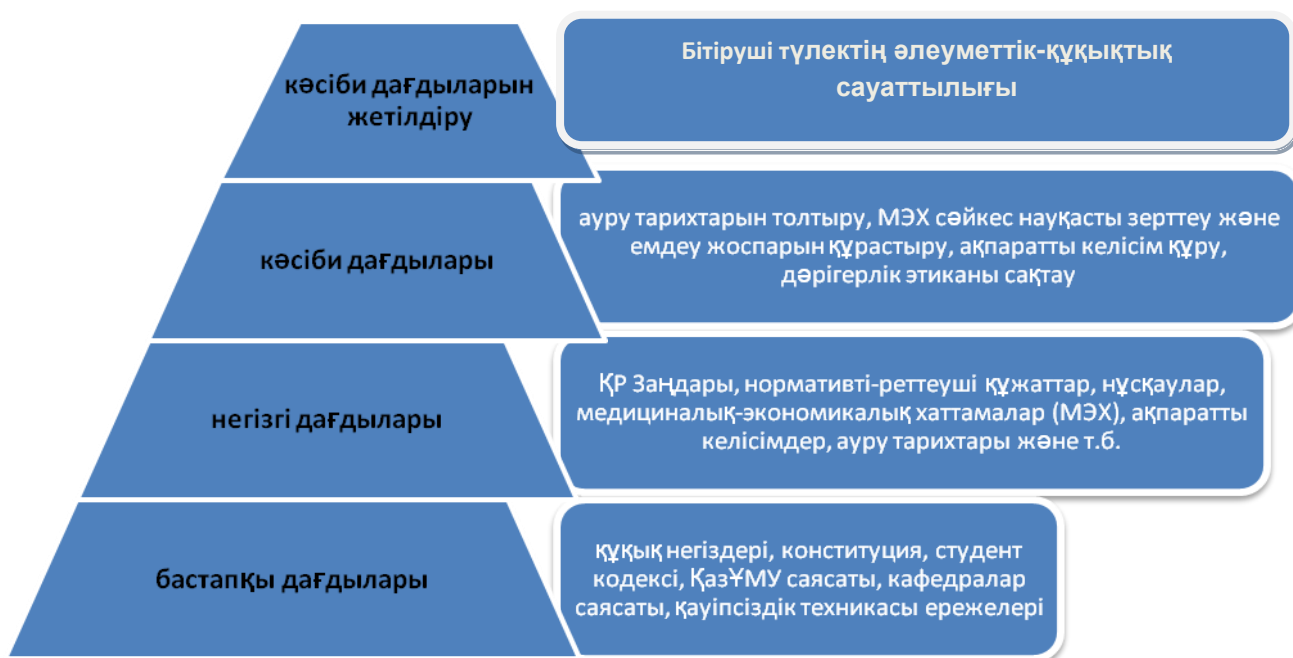 кәсіби дағдыларын
жетілдіру
Бітіруші түлектің әлеуметтік-құқықтық
сауаттылығы
кәсіби дағдылары
ауру тарихтарын толтыру, МЭХ сәйкес науқасты зерттеу және
емдеу жоспарын құрастыру, ақпаратты келісім құру,
дәрігерлік этиканы сақтау
негізгі дағдылары
ҚР Заңдары, нормативті-реттеуші құжаттар, нұсқаулар,
медициналық-экономикалық хаттамалар (МЭХ), ақпаратты
келісімдер, ауру тарихтары және т.б.
бастапқы дағдылары
құқық негіздері, конституция, студент
кодексі, ҚазҰМУ саясаты, кафедралар
саясаты, қауіпсіздік техникасы ережелері